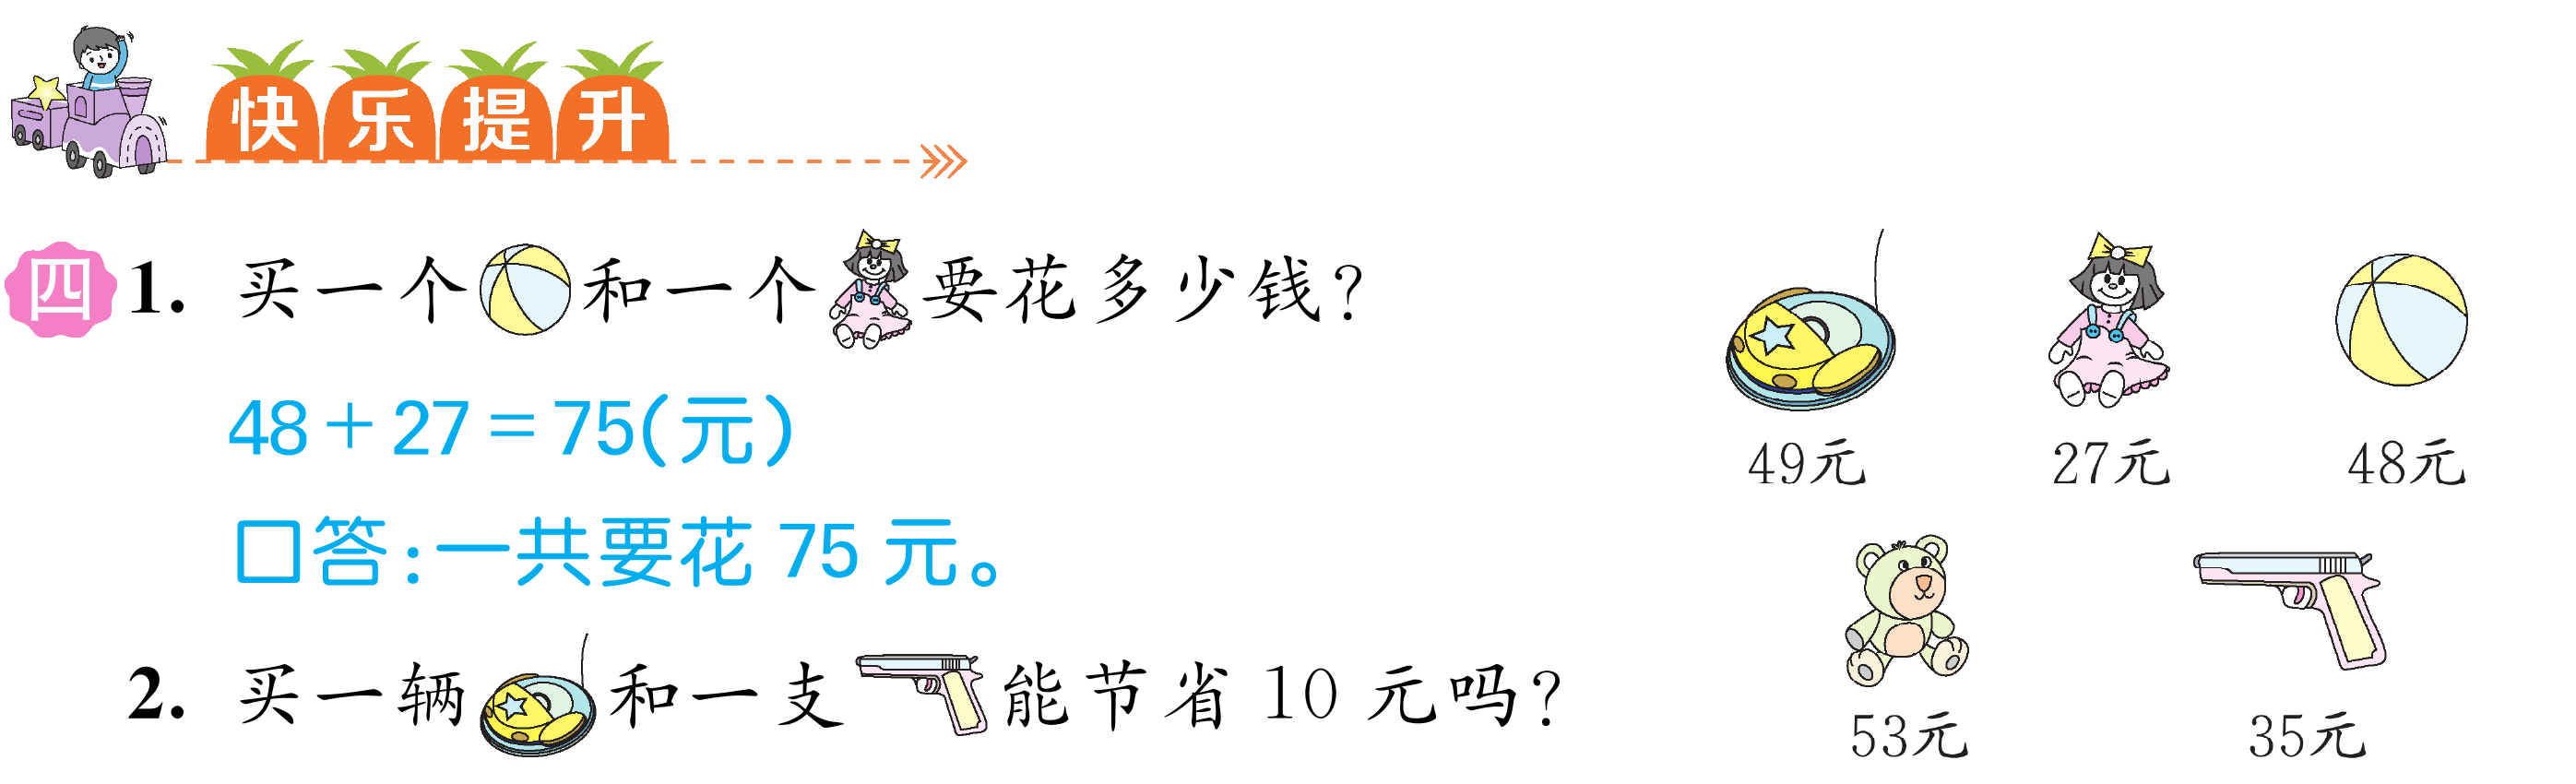 快乐提升
四 1. 买一个和一个要花多少钱?
48+27=75(元)
口答:一共要花 75 元。
2. 买一辆和一支能节省 10 元吗?
49元 27元 48元
53元 35元